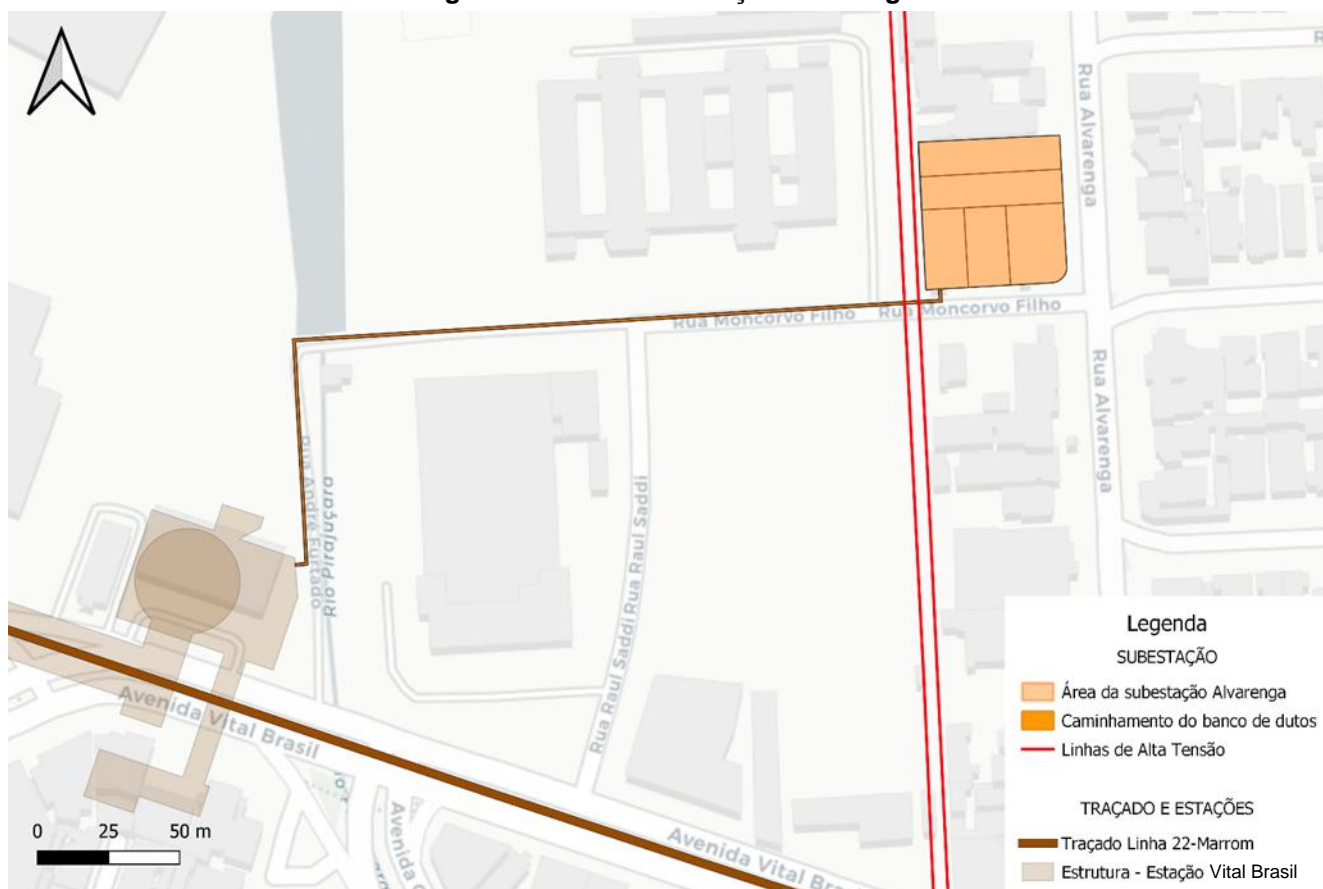 Rua Alvarenga
Rua Moncorvo Filho
Rua Moncorvo Filho
Rua Alvarenga
Rua André Furtado
Rio Pirajuçara
Rua Raul Saddi
Rua Raul Saddi
Avenida Vital Brasil
Avenida
Avenida Vital
0 25 50 m
Legenda
SUBESTAÇÃO
Área da subestação Alvarenga
Caminhamento do banco de dutos
Linhas de Alta Tensão
TRAÇADO E ESTAÇÕES
Traçado Linha 22-Marrom
Estrutura - Estação Vital Brasil